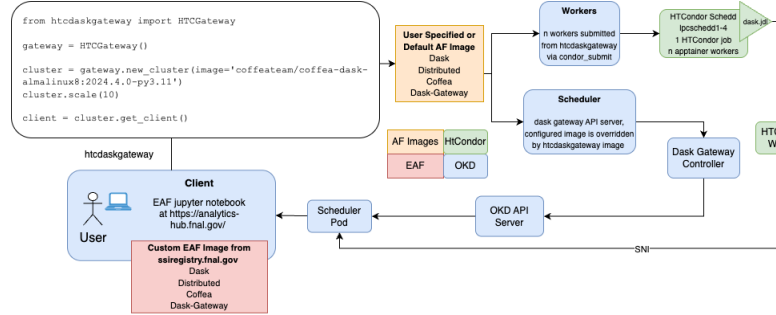 from htcdaskgateway import HTCGateway
gateway = HTCGateway()
cluster = gateway.new_cluster(image='coffeateam/coffea-dask-
almalinux8:2024.4.0-py3.11')
cluster.scale(10)
client = cluster.get_client()
User Specified or
Default AF Image
Dask
Distributed
Coffea
Dask-Gateway
Workers
n workers submitted
from htcdaskgateway
via condor_submit
HTCondor Schedd
lpcschedd1-4
1 HTCondor job
n apptainer workers
dask.jdl
Scheduler
dask gateway API server,
configured image is overridden
by htcdaskgateway image
AF Images
HtCondor
EAF
OKD
Dask Gateway
Controller
htcdaskgateway
Client
EAF jupyter notebook
at https://analytics-
hub.fnal.gov/
User
Custom EAF Image from
ssiregistry.fnal.gov
Dask
Distributed
Coffea
Dask-Gateway
Scheduler
Pod
OKD API
Server
SNI